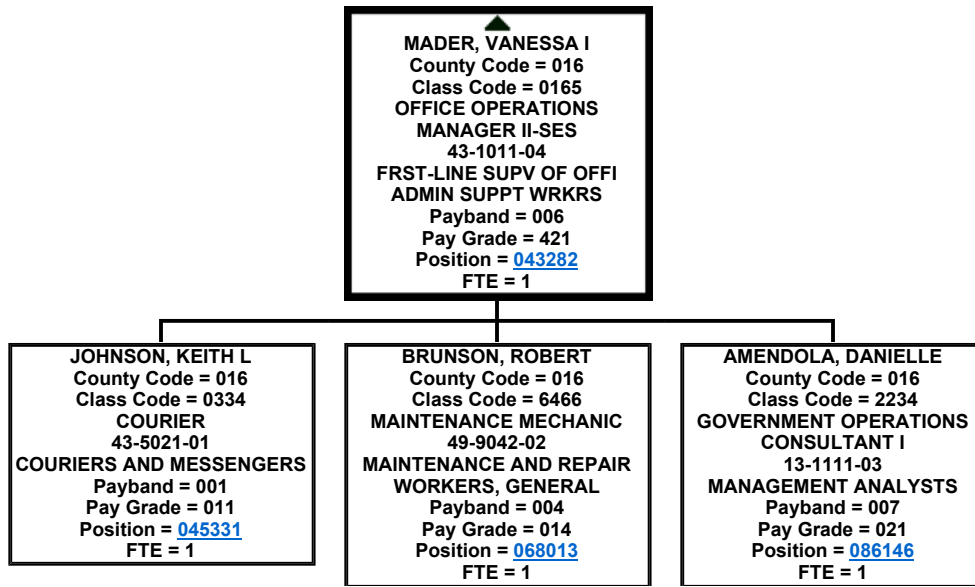 MADER, VANESSA I
County Code = 016
Class Code = 0165
OFFICE OPERATIONS
MANAGER II-SES
43-1011-04
FRST-LINE SUPV OF OFFI
ADMIN SUPPT WRKRS
Payband = 006
Pay Grade = 421
Position = 043282
FTE = 1
JOHNSON, KEITH L
County Code = 016
Class Code = 0334
COURIER
43-5021-01
COURIERS AND MESSENGERS
Payband = 001
Pay Grade = 011
Position = 045331
FTE = 1
BRUNSON, ROBERT
County Code = 016
Class Code = 6466
MAINTENANCE MECHANIC
49-9042-02
MAINTENANCE AND REPAIR
WORKERS, GENERAL
Payband = 004
Pay Grade = 014
Position = 068013
FTE = 1
AMENDOLA, DANIELLE
County Code = 016
Class Code = 2234
GOVERNMENT OPERATIONS
CONSULTANT I
13-1111-03
MANAGEMENT ANALYSTS
Payband = 007
Pay Grade = 021
Position = 086146
FTE = 1